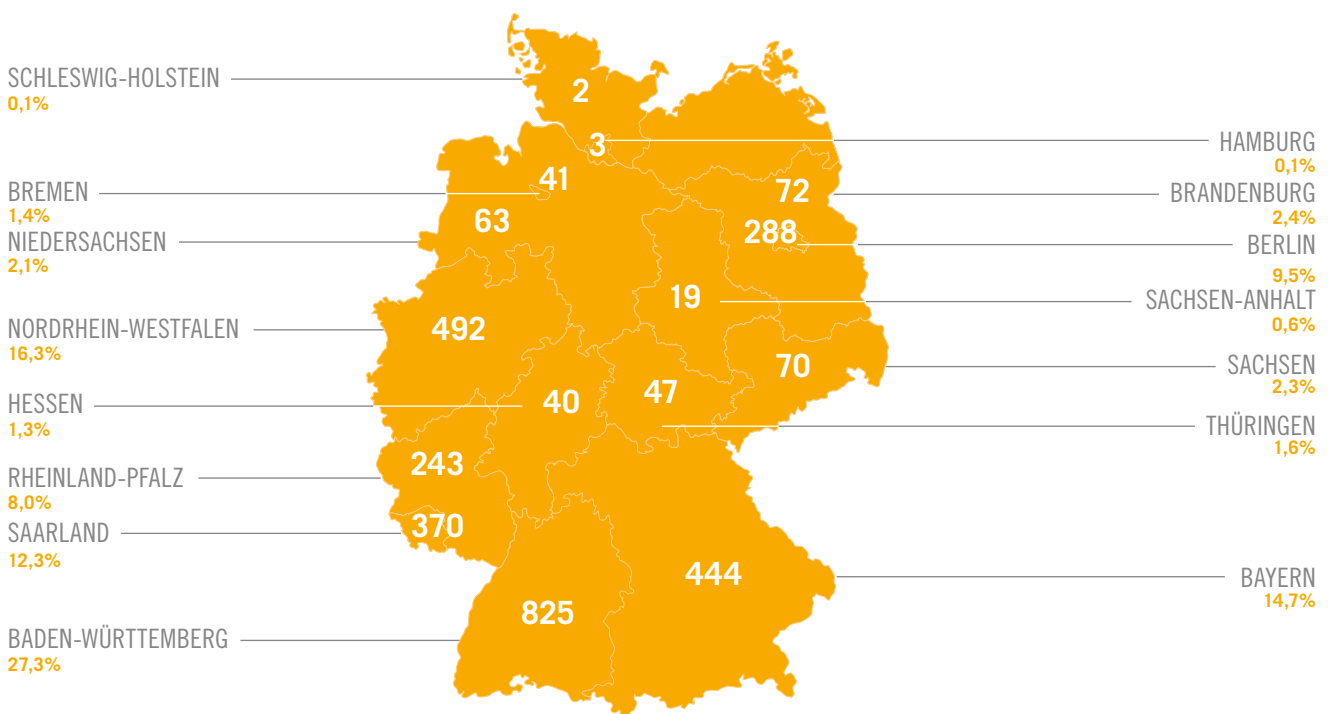 SCHLESWIG-HOLSTEIN
0,1%
BREMEN
1,4%
NIEDERSACHSEN
2,1%
NORDRHEIN-WESTFALEN
16,3%
HESSEN
1,3%
RHEINLAND-PFALZ
8,0%
SAARLAND
12,3%
BADEN-WÜRTTEMBERG
27,3%
2
3
41
72
63
288
19
492
70
47
40
243
370
444
825
HAMBURG
0,1%
BRANDENBURG
2,4%
BERLIN
9,5%
SACHSEN-ANHALT
0,6%
SACHSEN
2,3%
THÜRINGEN
1,6%
BAYERN
14,7%